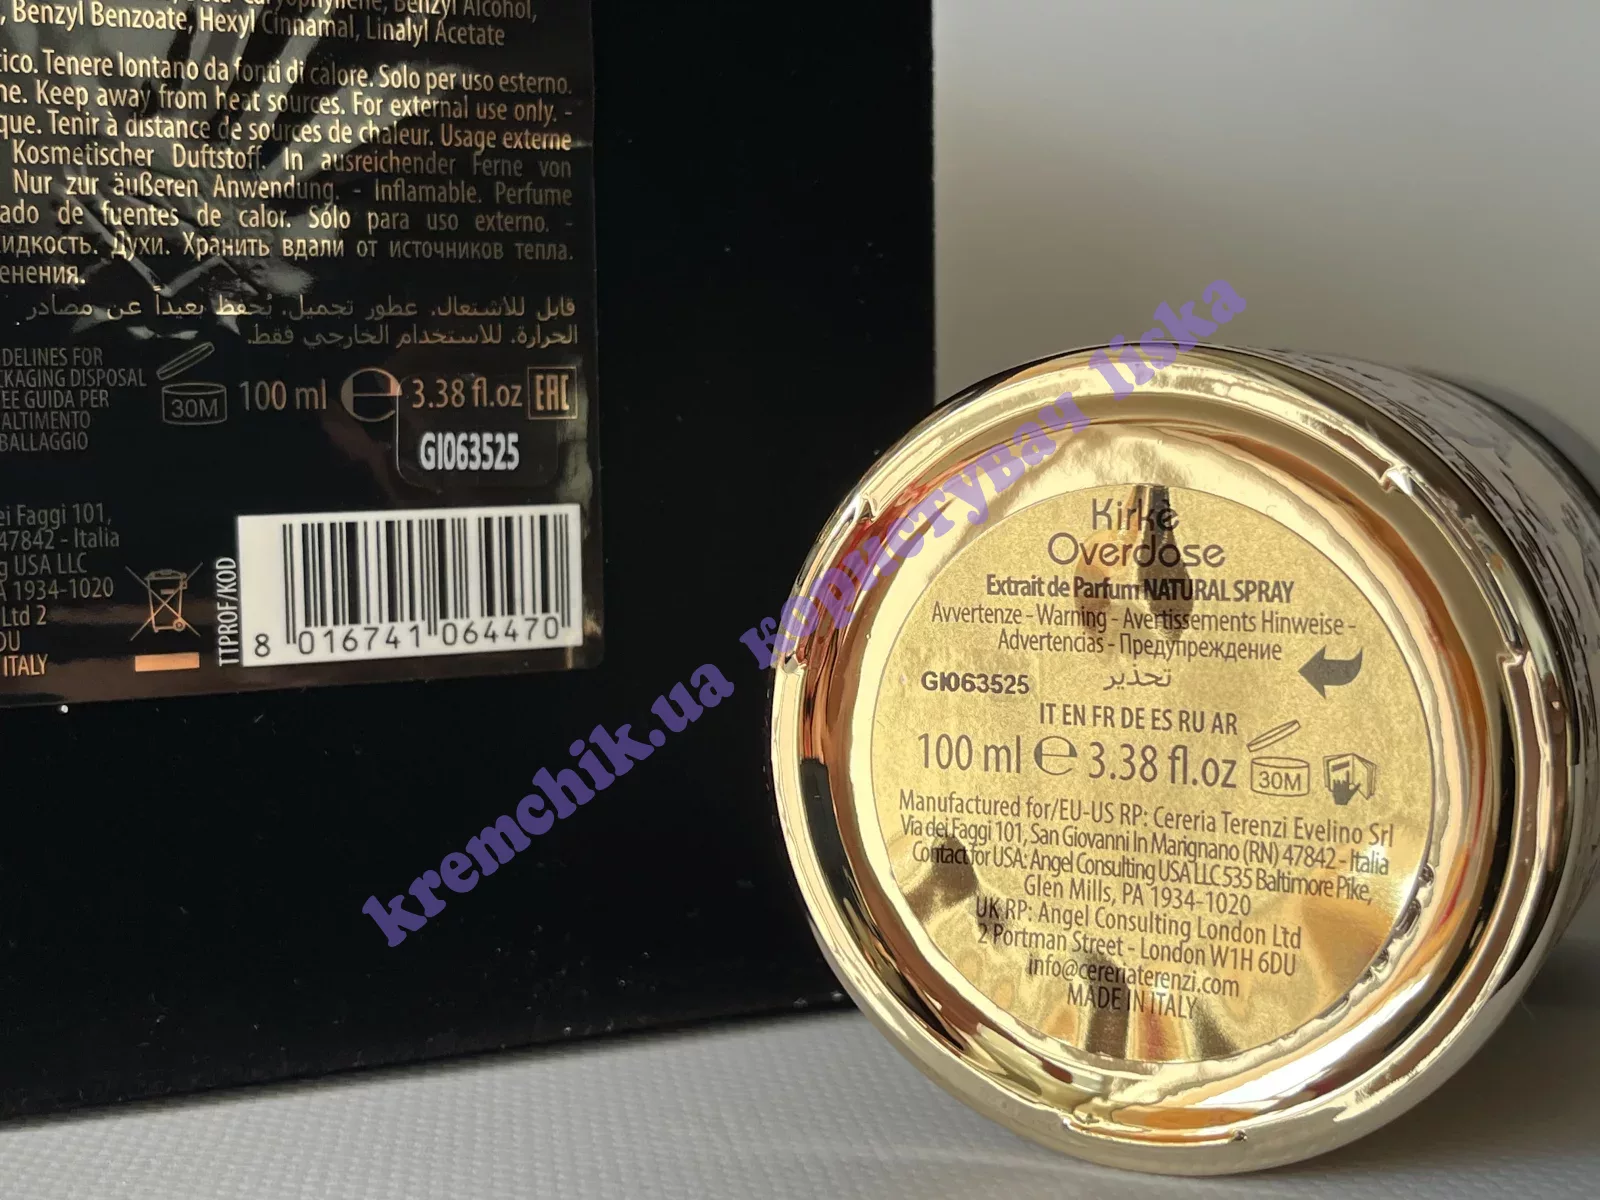 Benzyl Alcohol,
, Benzyl Benzoate, Hexyl Cinnamal, Linalyl Acetate
ico. Tenere lontano da fonti di calore. Solo per uso esterno.
ne. Keep away from heat sources. For external use only. -
que. Tenir à distance de sources de chaleur. Usage externe
Kosmetischer Duftstoff. In ausreichender Ferne von
Nur zur äußeren Anwendung. - Inflamable. Perfume
ado de fuentes de calor. Sólo para uso externo. -
идкость. Духи. Хранить вдали от источников тепла.
енения.
قابل للاشتعال. عطور تجميل. يُحفظ بعيداً عن مصادر
الحرارة. للاستخدام الخارجي فقط.
DELINES FOR
CKAGING DISPOSAL
EE GUIDA PER
ALTIMENTO
BALLAGGIO
30M 100 ml e 3.38 fl.oz EAC
GI063525
ei Faggi 101,
47842 - Italia
g USA LLC
A 1934-1020
Ltd 2
DU
ITALY
TTPROF/KOD
8 016741 064470
kremchik.ua користувач liska
Kirkè
Overdose
Extrait de Parfum NATURAL SPRAY
Avvertenze - Warning - Avertissements Hinweise -
Advertencias - Предупреждение
تحذير
GI063525
IT EN FR DE ES RU AR
100 ml e 3.38 fl.oz 30M
Manufactured for/EU-US RP: Cereria Terenzi Evelino Srl
Via dei Faggi 101, San Giovanni In Marignano (RN) 47842 - Italia
Contact for USA: Angel Consulting USA LLC 535 Baltimore Pike,
Glen Mills, PA 1934-1020
UK RP: Angel Consulting London Ltd
2 Portman Street - London W1H 6DU
info@cereriaterenzi.com
MADE IN ITALY